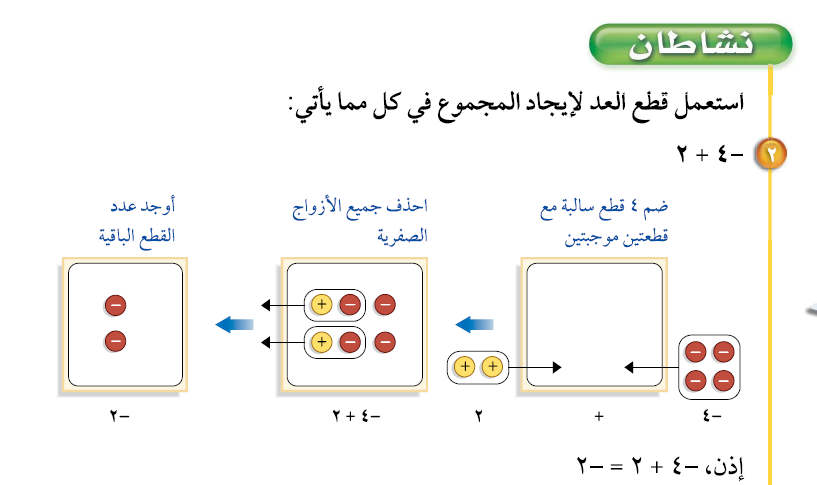 نشاطان
استعمل قطع العد لإيجاد المجموع في كل مما يأتي:
٢ −٤ + ٢
ضم ٤ قطع سالبة مع
قطعتين موجبتين
احذف جميع الأزواج
الصفرية
أوجد عدد
القطع الباقية
− −
− −
+ +
− − +
− − +
−
−
−٤ + ٢
−٤ + ٢
−٢
إذن، −٤ + ٢ = −٢